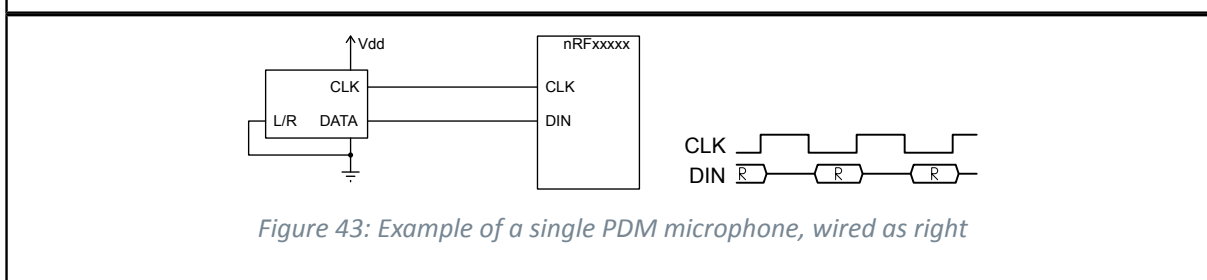 Vdd
nRFxxxxx
CLK
CLK
L/R DATA
DIN
CLK
DIN R R R
Figure 43: Example of a single PDM microphone, wired as right